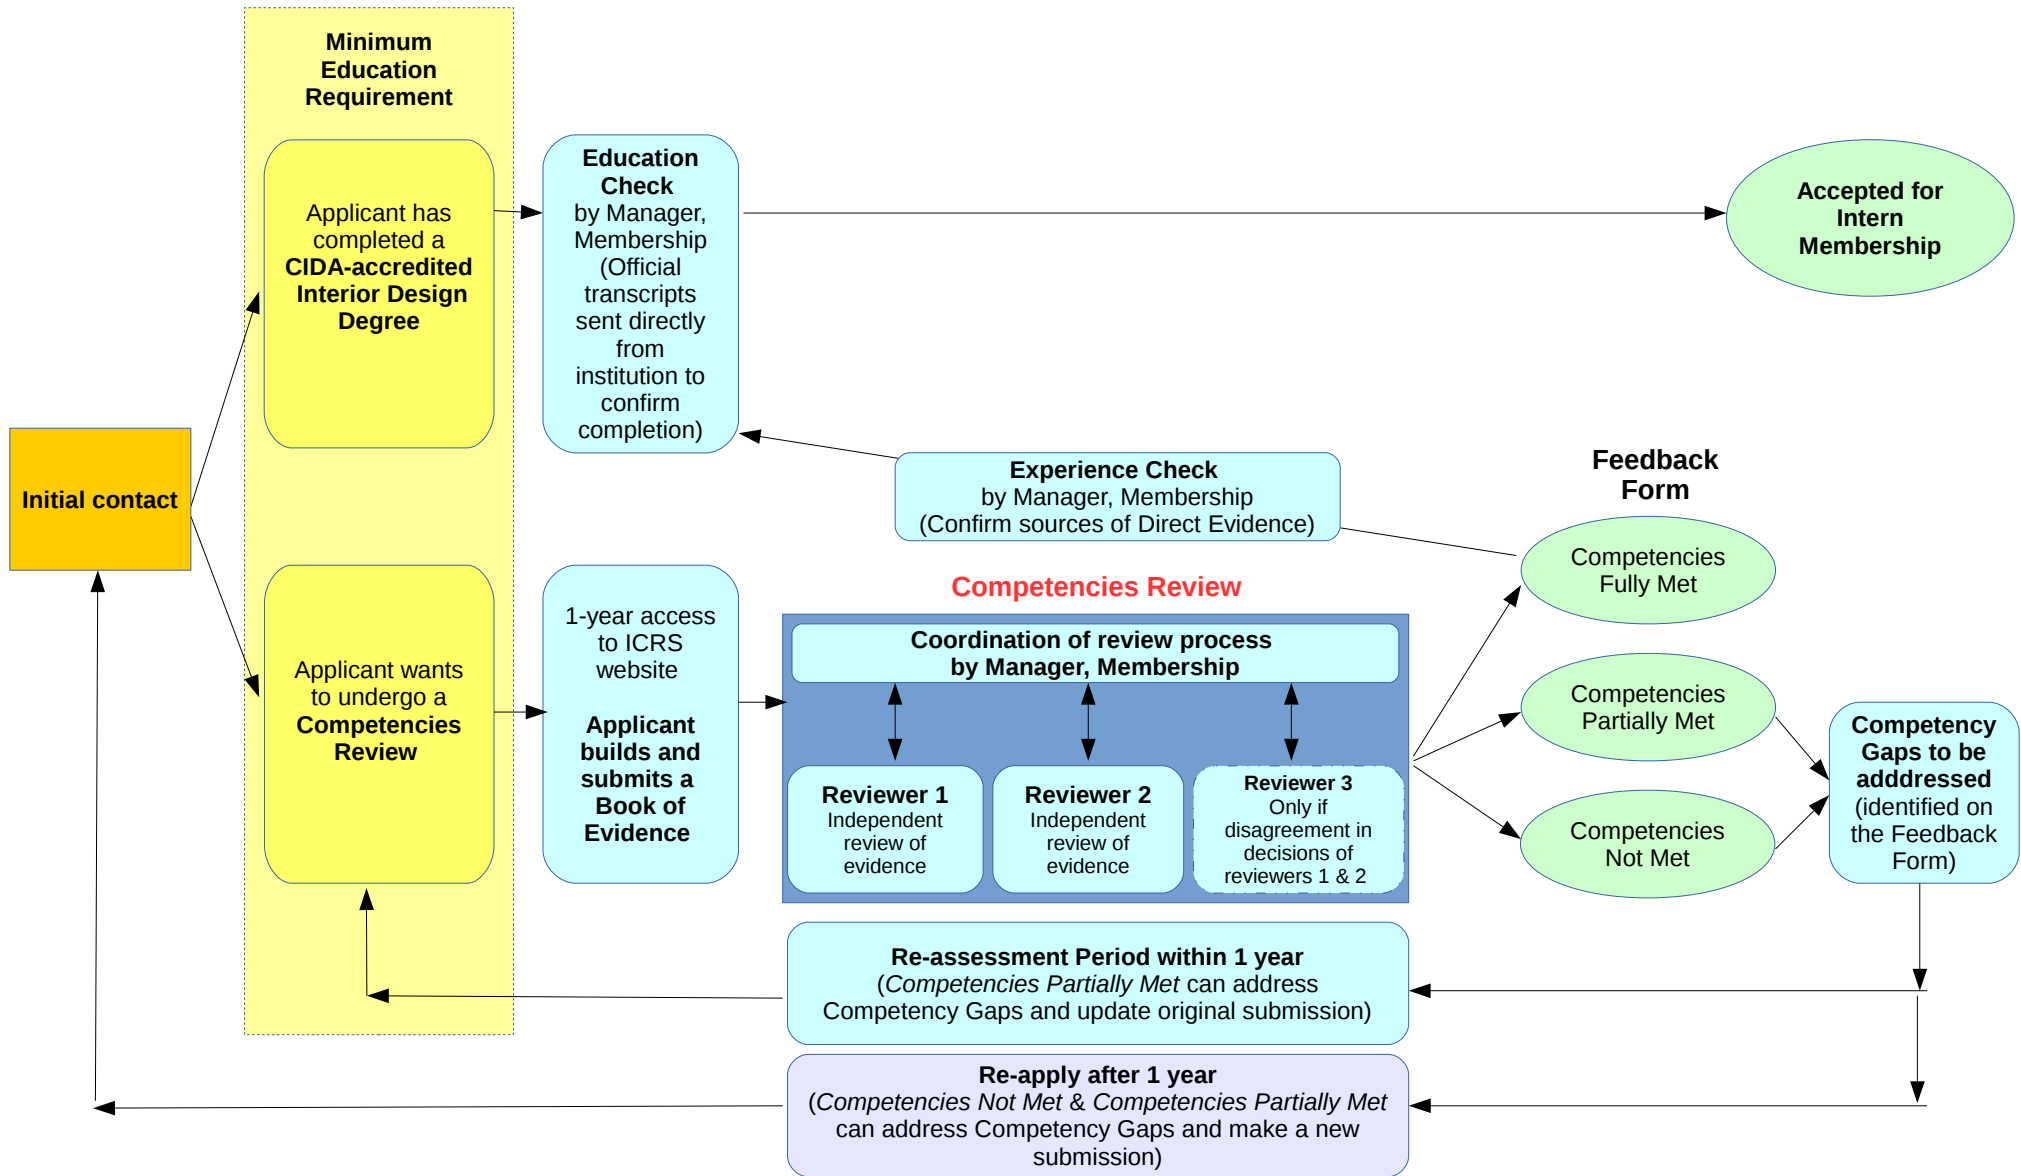 Minimum
Education
Requirement
Applicant has
completed a
CIDA-accredited
Interior Design
Degree
Education
Check
by Manager,
Membership
(Official
transcripts
sent directly
from
institution to
confirm
completion)
Accepted for
Intern
Membership
Initial contact
Experience Check
by Manager, Membership
(Confirm sources of Direct Evidence)
Feedback
Form
Competencies
Fully Met
Competencies
Partially Met
Competencies
Not Met
Applicant wants
to undergo a
Competencies
Review
1-year access
to ICRS
website
Applicant
builds and
submits a
Book of
Evidence
Competencies Review
Coordination of review process
by Manager, Membership
Reviewer 1
Independent
review of
evidence
Reviewer 2
Independent
review of
evidence
Reviewer 3
Only if
disagreement in
decisions of
reviewers 1 & 2
Competency
Gaps to be
adddressed
(identified on
the Feedback
Form)
Re-assessment Period within 1 year
(Competencies Partially Met can address
Competency Gaps and update original submission)
Re-apply after 1 year
(Competencies Not Met & Competencies Partially Met
can address Competency Gaps and make a new
submission)